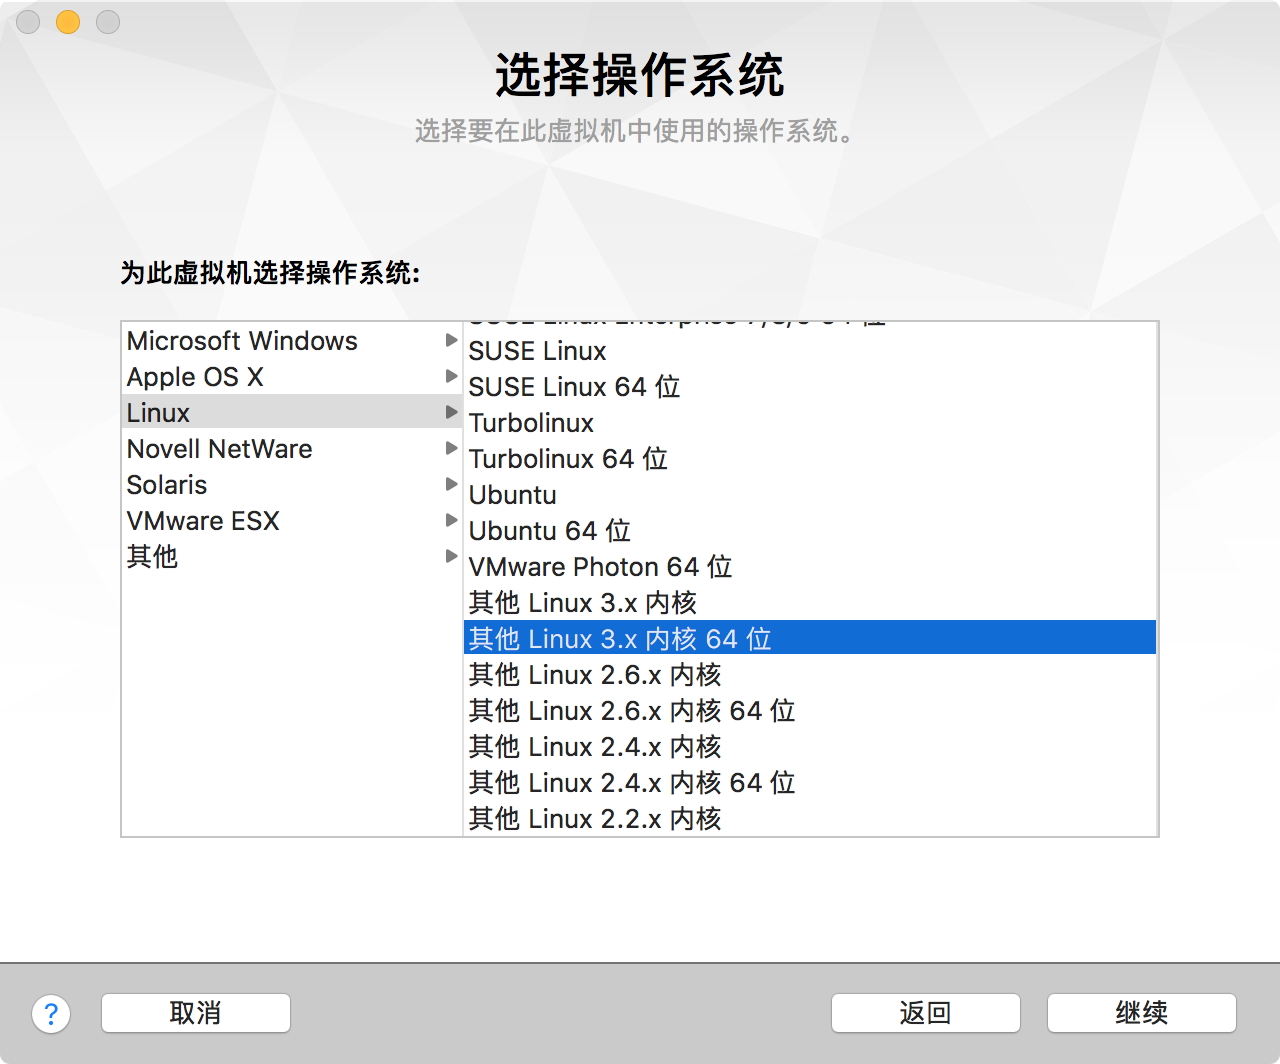 选择操作系统
选择要在此虚拟机中使用的操作系统。
为此虚拟机选择操作系统:
Microsoft Windows
Apple OS X
Linux
Novell NetWare
Solaris
VMware ESX
其他
SUSE Linux
SUSE Linux 64 位
Turbolinux
Turbolinux 64 位
Ubuntu
Ubuntu 64 位
VMware Photon 64 位
其他 Linux 3.x 内核
其他 Linux 3.x 内核 64 位
其他 Linux 2.6.x 内核
其他 Linux 2.6.x 内核 64 位
其他 Linux 2.4.x 内核
其他 Linux 2.4.x 内核 64 位
其他 Linux 2.2.x 内核
?
取消
返回
继续